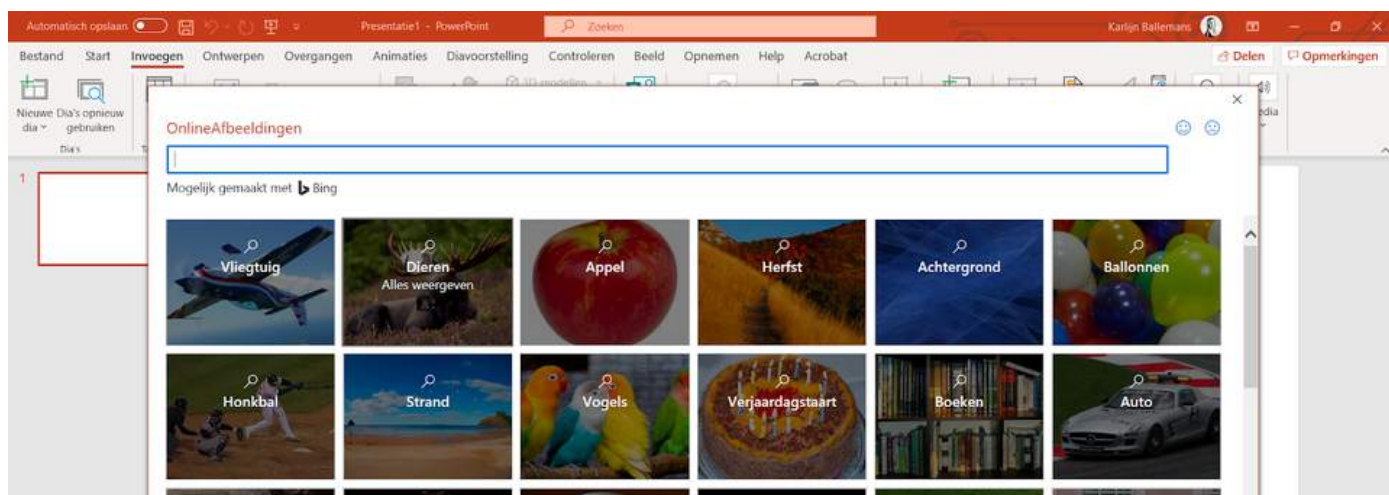 Automatisch opslaan Presentatie1 - PowerPoint Zoeken Karlijn Ballemans
Bestand Start Invoegen Ontwerpen Overgangen Animaties Diavoorstelling Controleren Beeld Opnemen Help Acrobat Delen Opmerkingen
3D-modellen
Nieuwe Dia's opnieuw
dia gebruiken
Dia's
OnlineAfbeeldingen
1
Mogelijk gemaakt met Bing
Vliegtuig Dieren Appel Herfst Achtergrond Ballonnen
Alles weergeven
Honkbal Strand Vogels Verjaardagstaart Boeken Auto